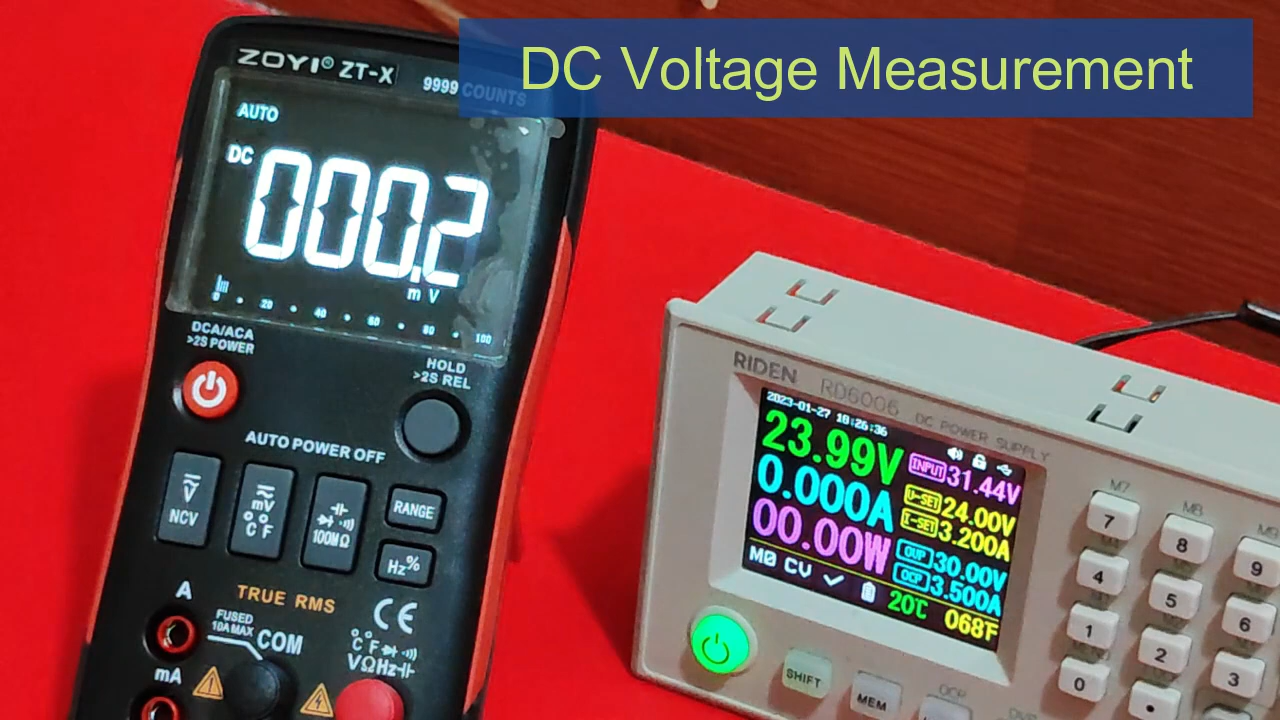 DC Voltage Measurement
ZOYI® ZT-X
9999 COUNTS
AUTO
DC
000.2
m V
0 20 40 60 80 100
DCA/ACA
>2S POWER
HOLD
>2S REL
AUTO POWER OFF
V
NCV
mV
°C °F
100MΩ
RANGE
Hz%
TRUE RMS
A
FUSED
10A MAX
COM
CE
°C °F
VΩHz
mA
RIDEN RD6006 DC POWER SUPPLY
2023-01-27 18:26:36
23.99V
INPUT 31.44V
0.000A
V-SET 24.00V
I-SET 3.200A
00.00W
OVP 30.00V
OCP 3.500A
M0 CV
20℃ 068℉
SHIFT
MEM
OCP
M7
M8
M9
7 8 9
4 5 6
1 2 3
0 .